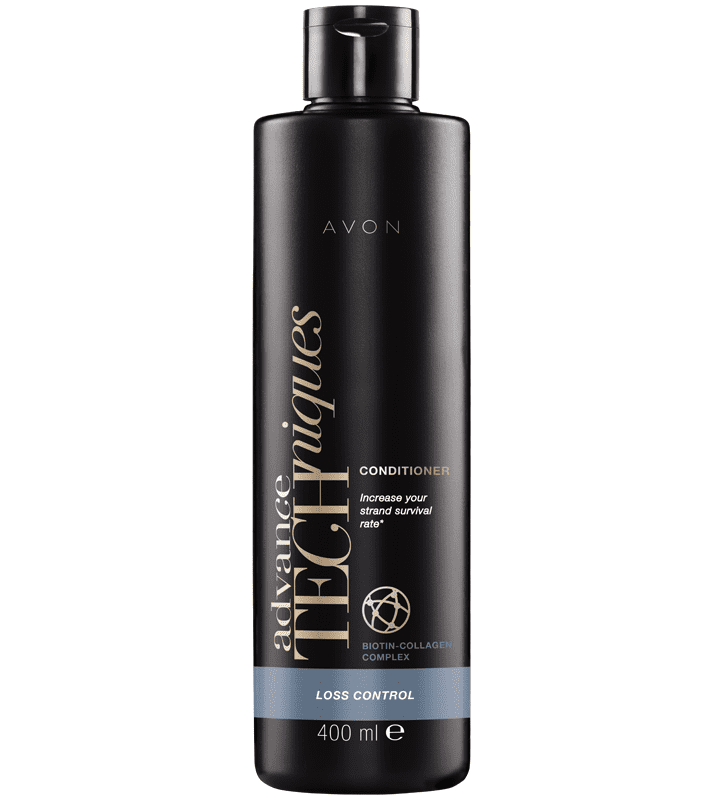 AVON
advance
TECHniques
CONDITIONER
Increase your
strand survival
rate*
BIOTIN-COLLAGEN
COMPLEX
LOSS CONTROL
400 ml ℮